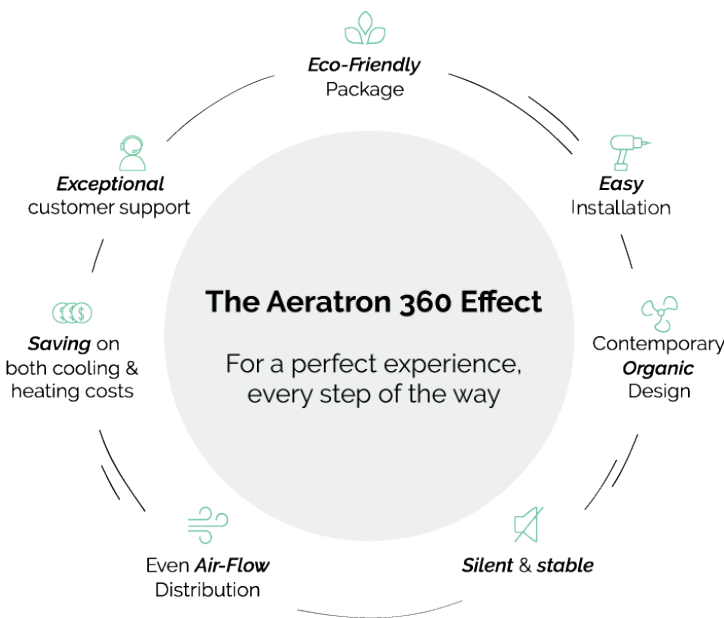 Eco-Friendly
Package
Easy
Installation
Contemporary
Organic
Design
Silent & stable
Even Air-Flow
Distribution
Saving on
both cooling &
heating costs
Exceptional
customer support
The Aeratron 360 Effect
For a perfect experience,
every step of the way